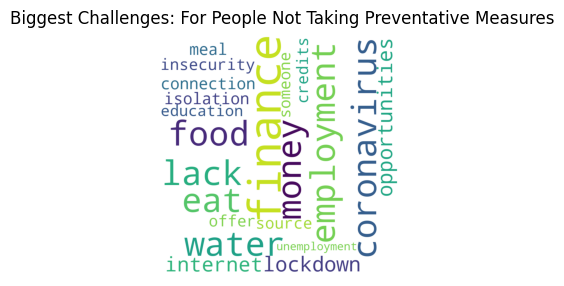 Biggest Challenges: For People Not Taking Preventative Measures
meal
insecurity
connection
isolation
education
food
lack
eat
offer
source
water
unemployment
internet
lockdown
finance
someone
money
credits
employment
coronavirus
opportunities